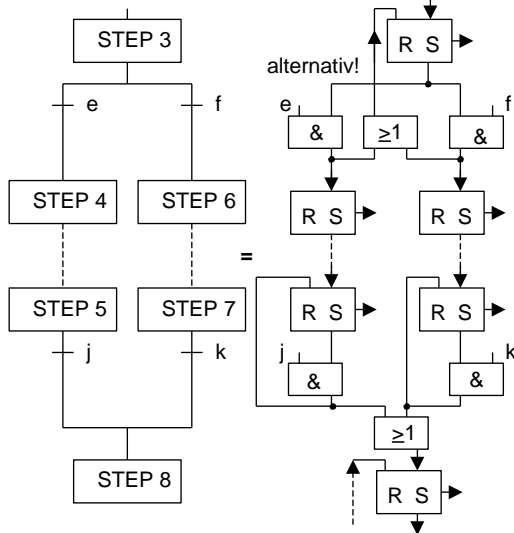 STEP 3
R S
alternativ!
e f
e f
& ≥1 &
STEP 4 STEP 6
R S R S
=
STEP 5 STEP 7
R S R S
j k
j k
& &
≥1
STEP 8
R S